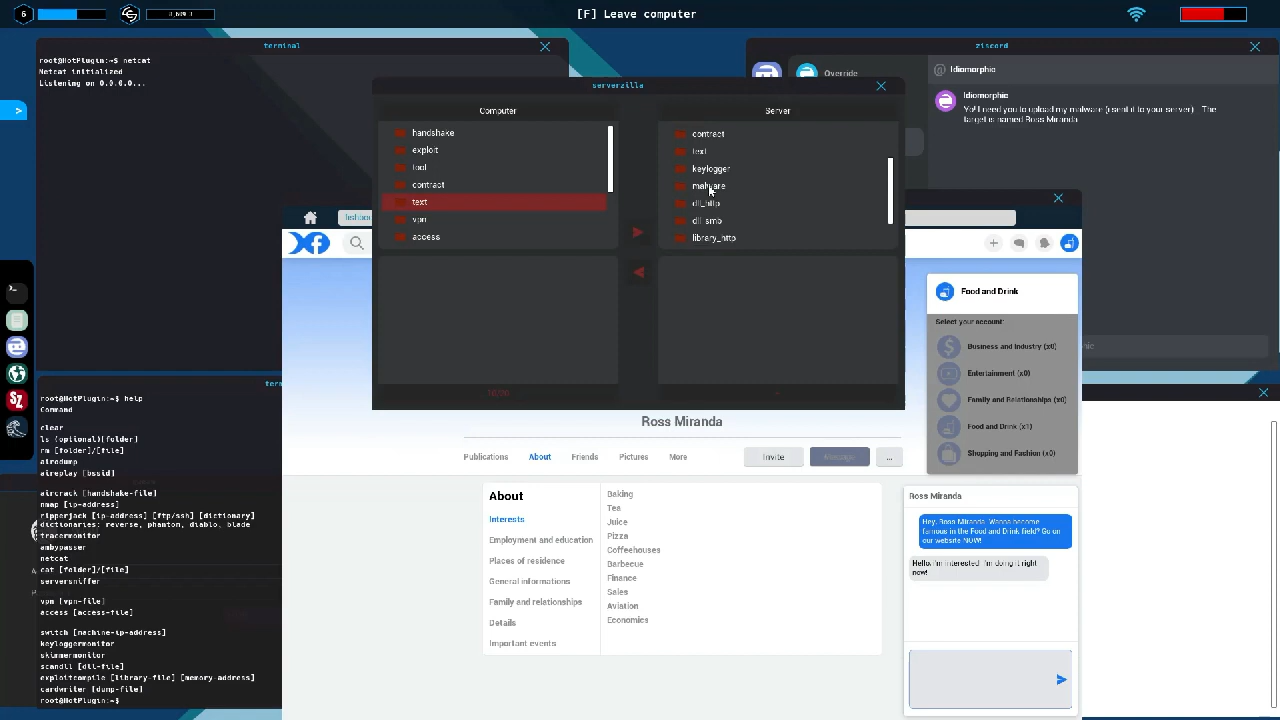 6
[F] Leave computer
terminal
root@HotPlugin:~$ netcat
Netcat initialized
Listening on 0.0.0.0...
>
serverzilla
Computer
handshake
exploit
tool
contract
text
vpn
access
Server
contract
text
keylogger
malware
dll_http
dll_smb
library_http
ziscord
Override
@ Idiomorphic
Idiomorphic
Yo! I need you to upload my malware (i sent it to your server) . The
target is named Ross Miranda
root@HotPlugin:~$ help
Command
clear
ls (optional)[folder]
rm [folder]/[file]
airedump
aireplay [bssid]
aircrack [handshake-file]
nmap [ip-address]
ripperjack [ip-address] [ftp/ssh] [dictionary]
dictionaries: reverse, phantom, diablo, blade
tracermonitor
ambypasser
netcat
cat [folder]/[file]
serversniffer
vpn [vpn-file]
access [access-file]
switch [machine-ip-address]
keyloggermonitor
skimmermonitor
scandll [dll-file]
exploitcompile [library-file] [memory-address]
cardwriter [dump-file]
root@HotPlugin:~$
xf
Ross Miranda
Publications
About
Friends
Pictures
More
Invite
Message
...
About
Interests
Employment and education
Places of residence
General informations
Family and relationships
Details
Important events
Baking
Tea
Juice
Pizza
Coffeehouses
Barbecue
Finance
Sales
Aviation
Economics
Food and Drink
Select your account:
Business and Industry (x0)
Entertainment (x0)
Family and Relationships (x0)
Food and Drink (x1)
Shopping and Fashion (x0)
Ross Miranda
Hey, Ross Miranda. Wanna become
famous in the Food and Drink field? Go on
our website NOW!
Hello, i'm interested. I'm doing it right
now!